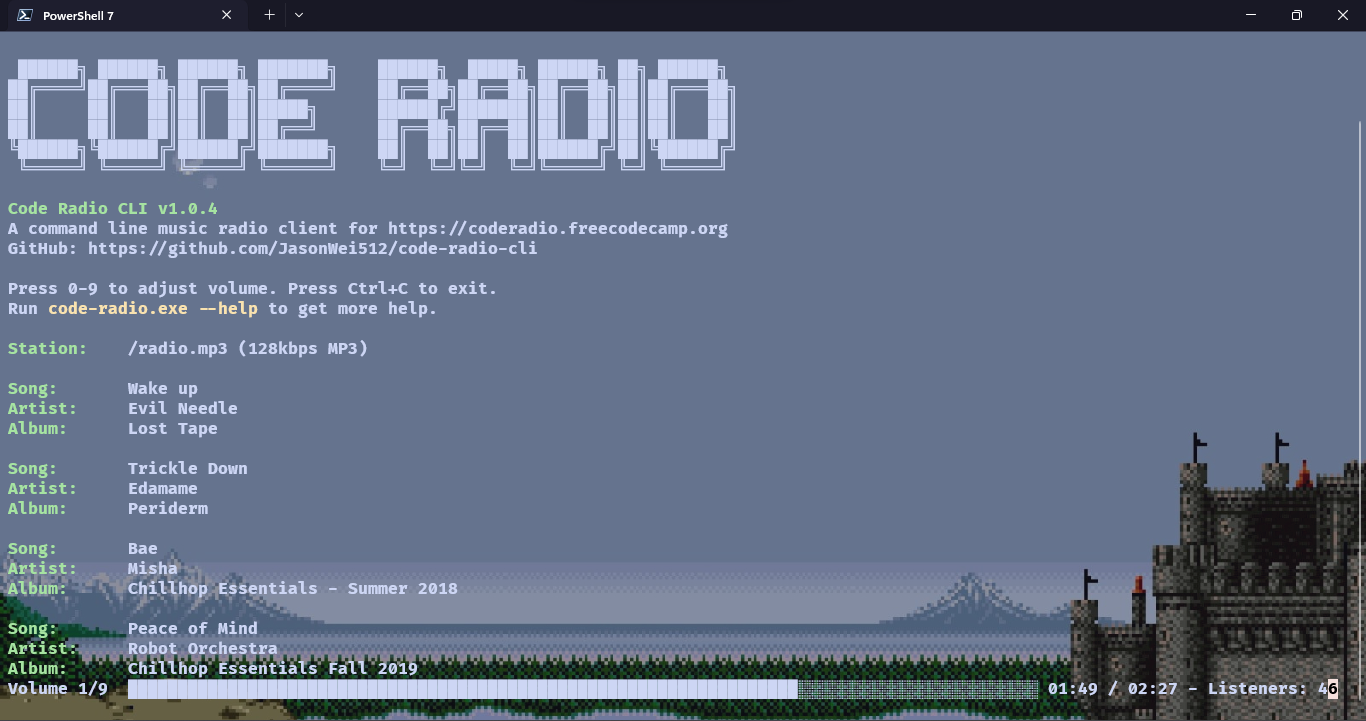 PowerShell 7
CODE RADIO
Code Radio CLI v1.0.4
A command line music radio client for https://coderadio.freecodecamp.org
GitHub: https://github.com/JasonWei512/code-radio-cli
Press 0-9 to adjust volume. Press Ctrl+C to exit.
Run code-radio.exe --help to get more help.
Station: /radio.mp3 (128kbps MP3)
Song: Wake up
Artist: Evil Needle
Album: Lost Tape
Song: Trickle Down
Artist: Edamame
Album: Periderm
Song: Bae
Artist: Misha
Album: Chillhop Essentials - Summer 2018
Song: Peace of Mind
Artist: Robot Orchestra
Album: Chillhop Essentials Fall 2019
Volume 1/9 01:49 / 02:27 - Listeners: 46